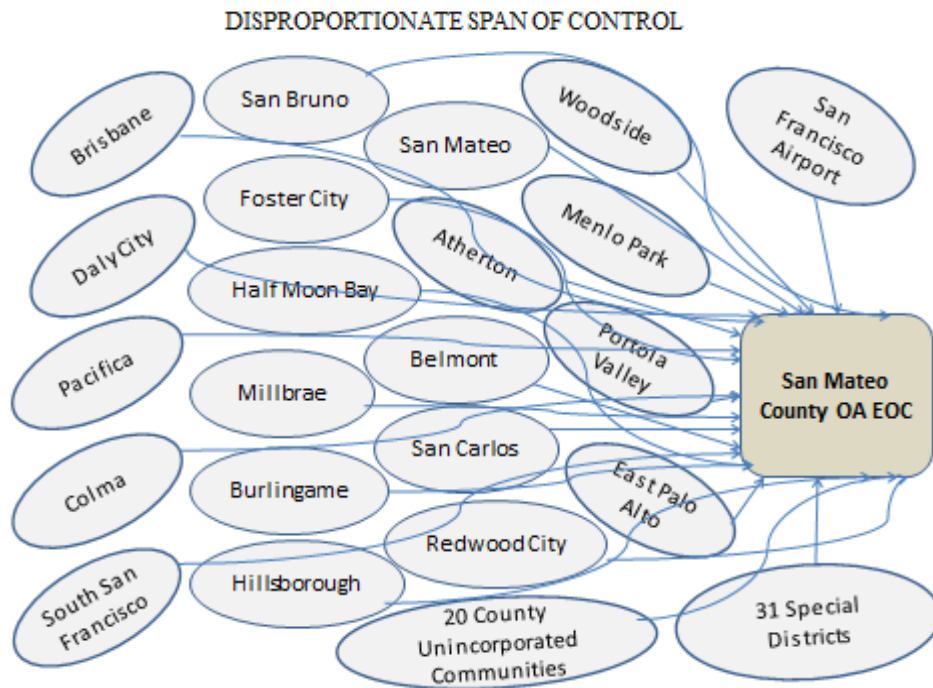 DISPROPORTIONATE SPAN OF CONTROL
Brisbane
San Bruno
San Mateo
Woodside
San
Francisco
Airport
Foster City
Daly City
Atherton
Menlo Park
Half Moon Bay
Pacifica
Belmont
Portola
Valley
Millbrae
San Mateo
County OA EOC
San Carlos
Colma
Burlingame
East Palo
Alto
Redwood City
South San
Francisco
Hillsborough
20 County
Unincorporated
Communities
31 Special
Districts